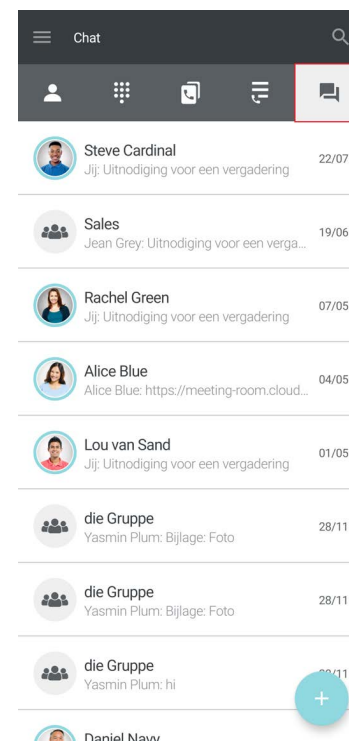 Chat
Steve Cardinal
22/07
Jij: Uitnodiging voor een vergadering
Sales
19/06
Jean Grey: Uitnodiging voor een verga...
Rachel Green
07/05
Jij: Uitnodiging voor een vergadering
Alice Blue
04/05
Alice Blue: https://meeting-room.cloud...
Lou van Sand
01/05
Jij: Uitnodiging voor een vergadering
die Gruppe
28/11
Yasmin Plum: Bijlage: Foto
die Gruppe
28/11
Yasmin Plum: Bijlage: Foto
die Gruppe
Yasmin Plum: hi
Daniel Navy